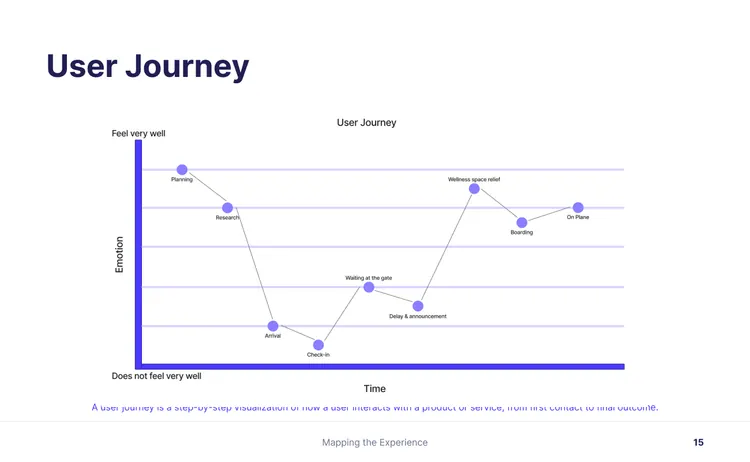 User Journey
User Journey
Feel very well
Planning
Wellness space relief
Research
On Plane
Boarding
Emotion
Waiting at the gate
Delay & announcement
Arrival
Check-in
Does not feel very well
Time
A user journey is a step-by-step visualization of how a user interacts with a product or service, from first contact to final outcome.
Mapping the Experience
15